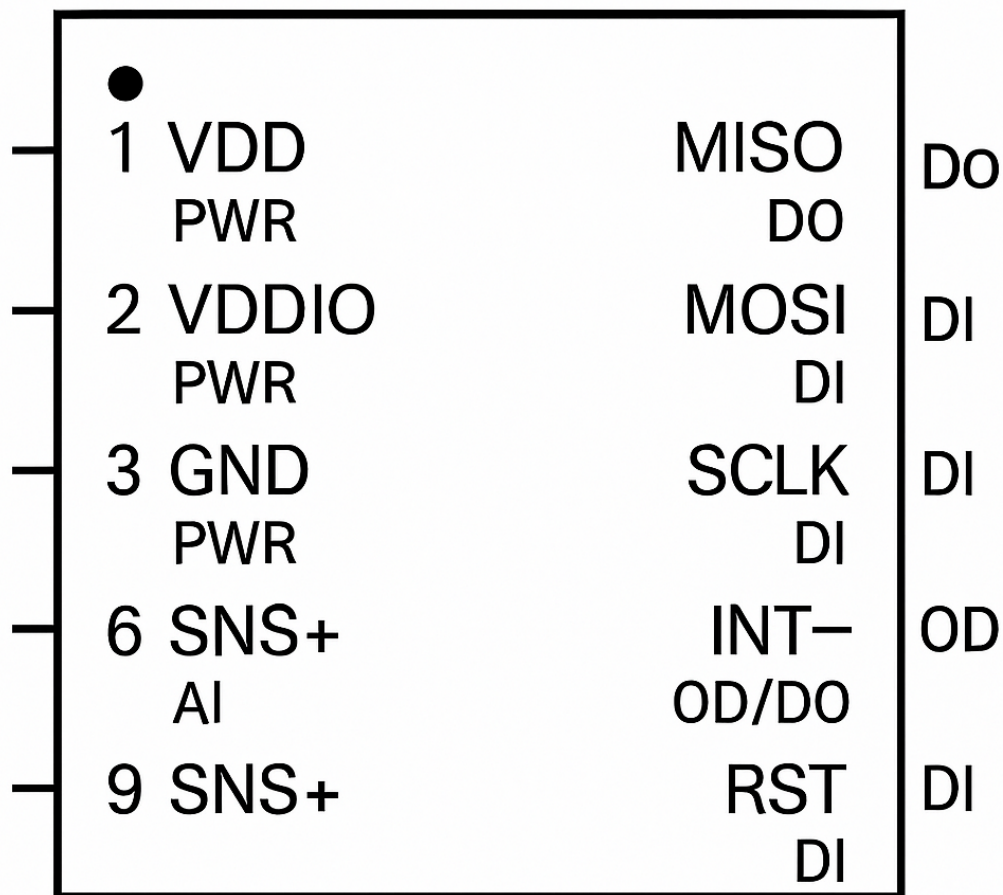 1 VDD MISO Do
PWR DO
2 VDDIO MOSI DI
PWR DI
3 GND SCLK DI
PWR DI
6 SNS+ INT– OD
AI OD/DO
9 SNS+ RST DI
DI